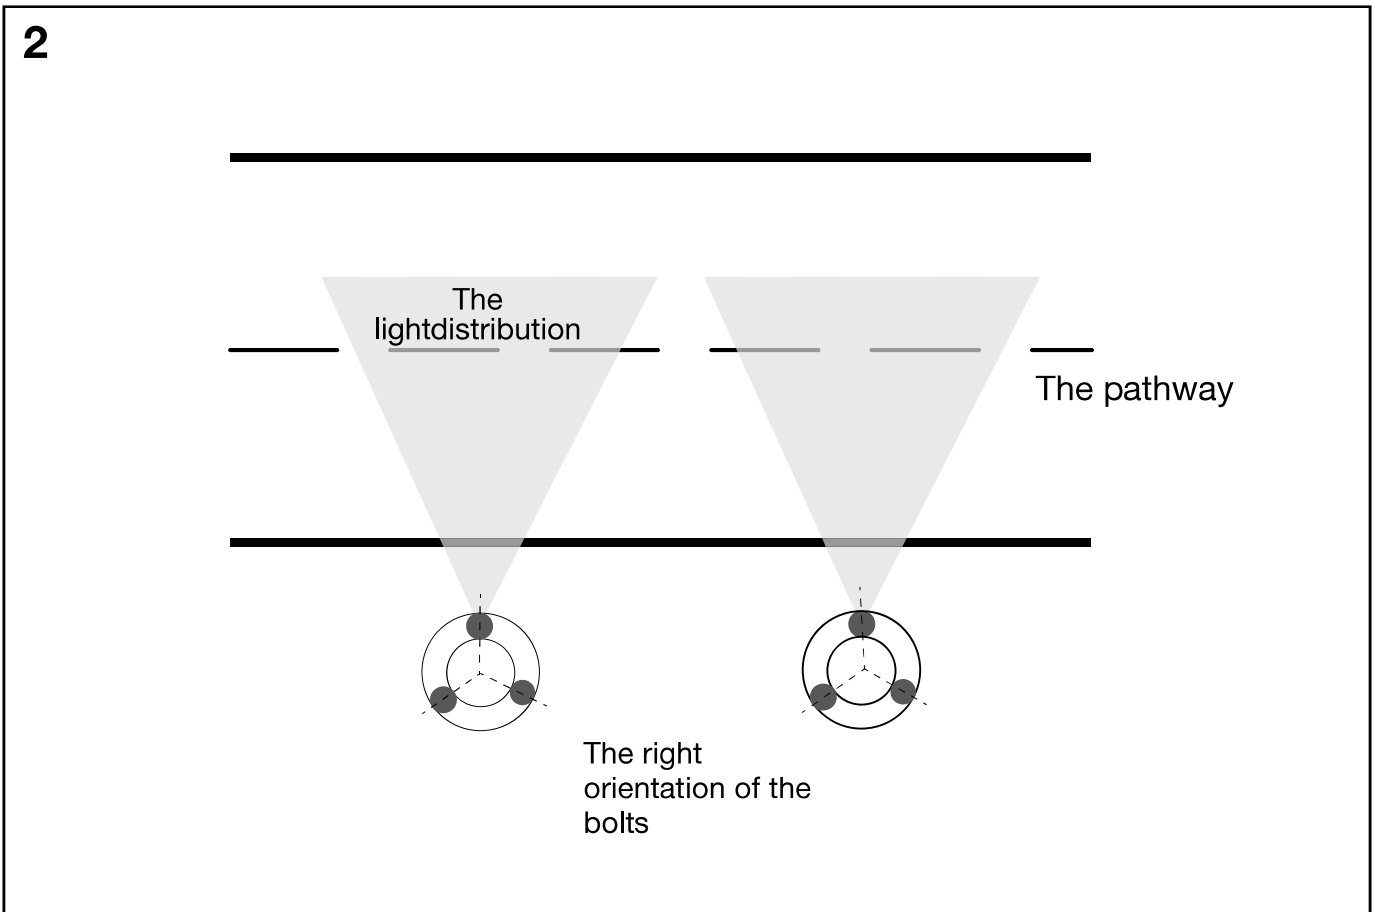 2
The
lightdistribution
The pathway
The right
orientation of the
bolts